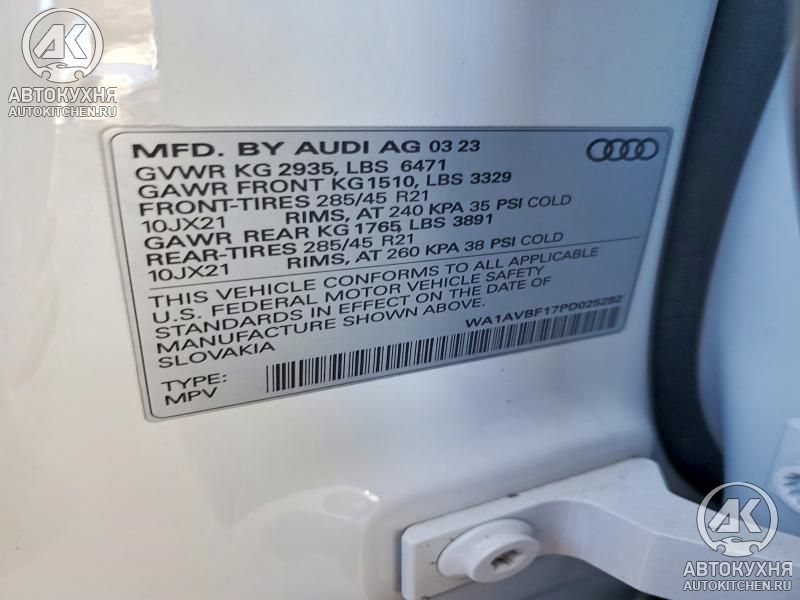 AK
АВТОКУХНЯ
AUTOKITCHEN.RU
MFD. BY AUDI AG 03 23
GVWR KG 2935, LBS 6471
GAWR FRONT KG1510, LBS 3329
FRONT-TIRES 285/45 R21
10JX21 RIMS, AT 240 KPA 35 PSI COLD
GAWR REAR KG 1765, LBS 3891
REAR-TIRES 285/45 R21
10JX21 RIMS, AT 260 KPA 38 PSI COLD
THIS VEHICLE CONFORMS TO ALL APPLICABLE
U.S. FEDERAL MOTOR VEHICLE SAFETY
STANDARDS IN EFFECT ON THE DATE OF
MANUFACTURE SHOWN ABOVE.
SLOVAKIA
WA1AVBF17PD025282
TYPE:
MPV
AK
АВТОКУХНЯ
AUTOKITCHEN.RU